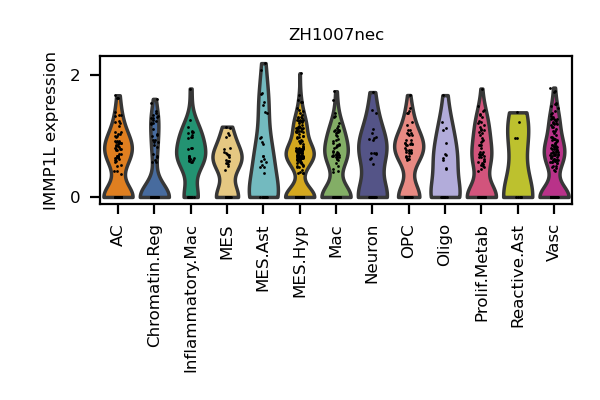 ZH1007nec
IMMP1L expression
2
0
AC
Chromatin.Reg
Inflammatory.Mac
MES
MES.Ast
MES.Hyp
Mac
Neuron
OPC
Oligo
Prolif.Metab
Reactive.Ast
Vasc